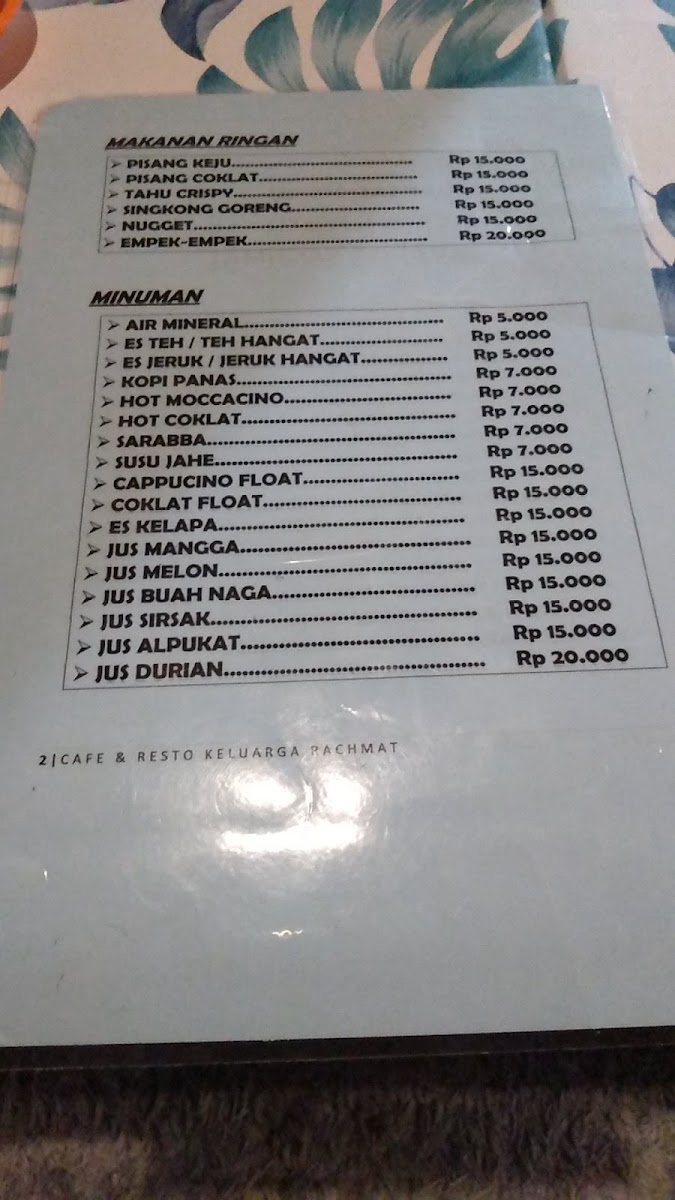 MAKANAN RINGAN
➢ PISANG KEJU.................................................. Rp 15.000
➢ PISANG COKLAT........................................... Rp 15.000
➢ TAHU CRISPY.................................................. Rp 15.000
➢ SINGKONG GORENG................................... Rp 15.000
➢ NUGGET............................................................ Rp 15.000
➢ EMPEK-EMPEK............................................... Rp 20.000
MINUMAN
➢ AIR MINERAL............................................... Rp 5.000
➢ ES TEH / TEH HANGAT............................ Rp 5.000
➢ ES JERUK / JERUK HANGAT.................... Rp 5.000
➢ KOPI PANAS................................................. Rp 7.000
➢ HOT MOCCACINO...................................... Rp 7.000
➢ HOT COKLAT................................................ Rp 7.000
➢ SARABBA....................................................... Rp 7.000
➢ SUSU JAHE..................................................... Rp 7.000
➢ CAPPUCINO FLOAT.................................. Rp 15.000
➢ COKLAT FLOAT........................................... Rp 15.000
➢ ES KELAPA..................................................... Rp 15.000
➢ JUS MANGGA................................................ Rp 15.000
➢ JUS MELON..................................................... Rp 15.000
➢ JUS BUAH NAGA.......................................... Rp 15.000
➢ JUS SIRSAK..................................................... Rp 15.000
➢ JUS ALPUKAT................................................ Rp 15.000
➢ JUS DURIAN................................................... Rp 20.000
2|CAFE & RESTO KELUARGA RACHMAT